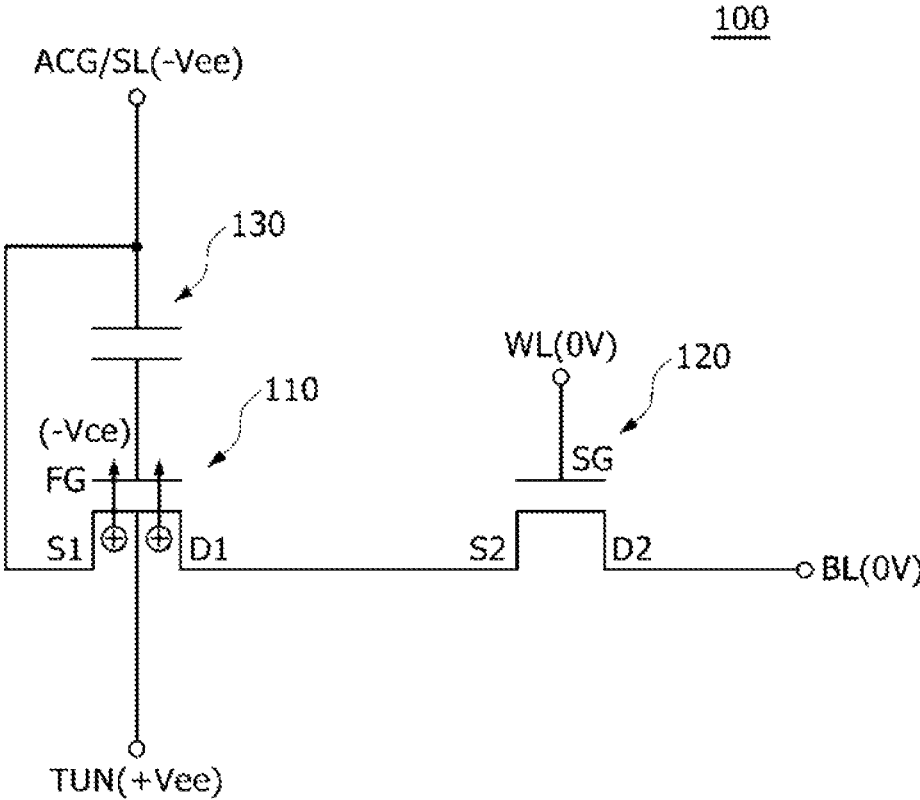 100
ACG/SL(-Vee)
130
WL(0V)
120
110
(-Vce)
SG
FG
S1
D1
S2
D2
BL(0V)
TUN(+Vee)